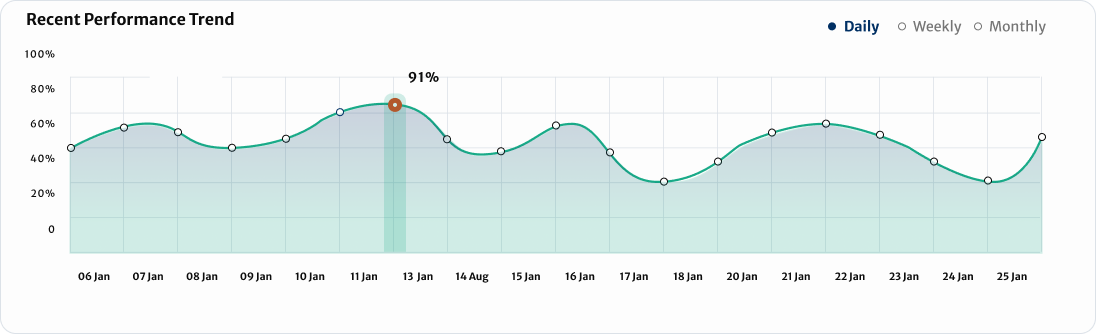 Recent Performance Trend
Daily Weekly Monthly
100%
91%
80%
60%
40%
20%
0
06 Jan 07 Jan 08 Jan 09 Jan 10 Jan 11 Jan 13 Jan 14 Aug 15 Jan 16 Jan 17 Jan 18 Jan 20 Jan 21 Jan 22 Jan 23 Jan 24 Jan 25 Jan